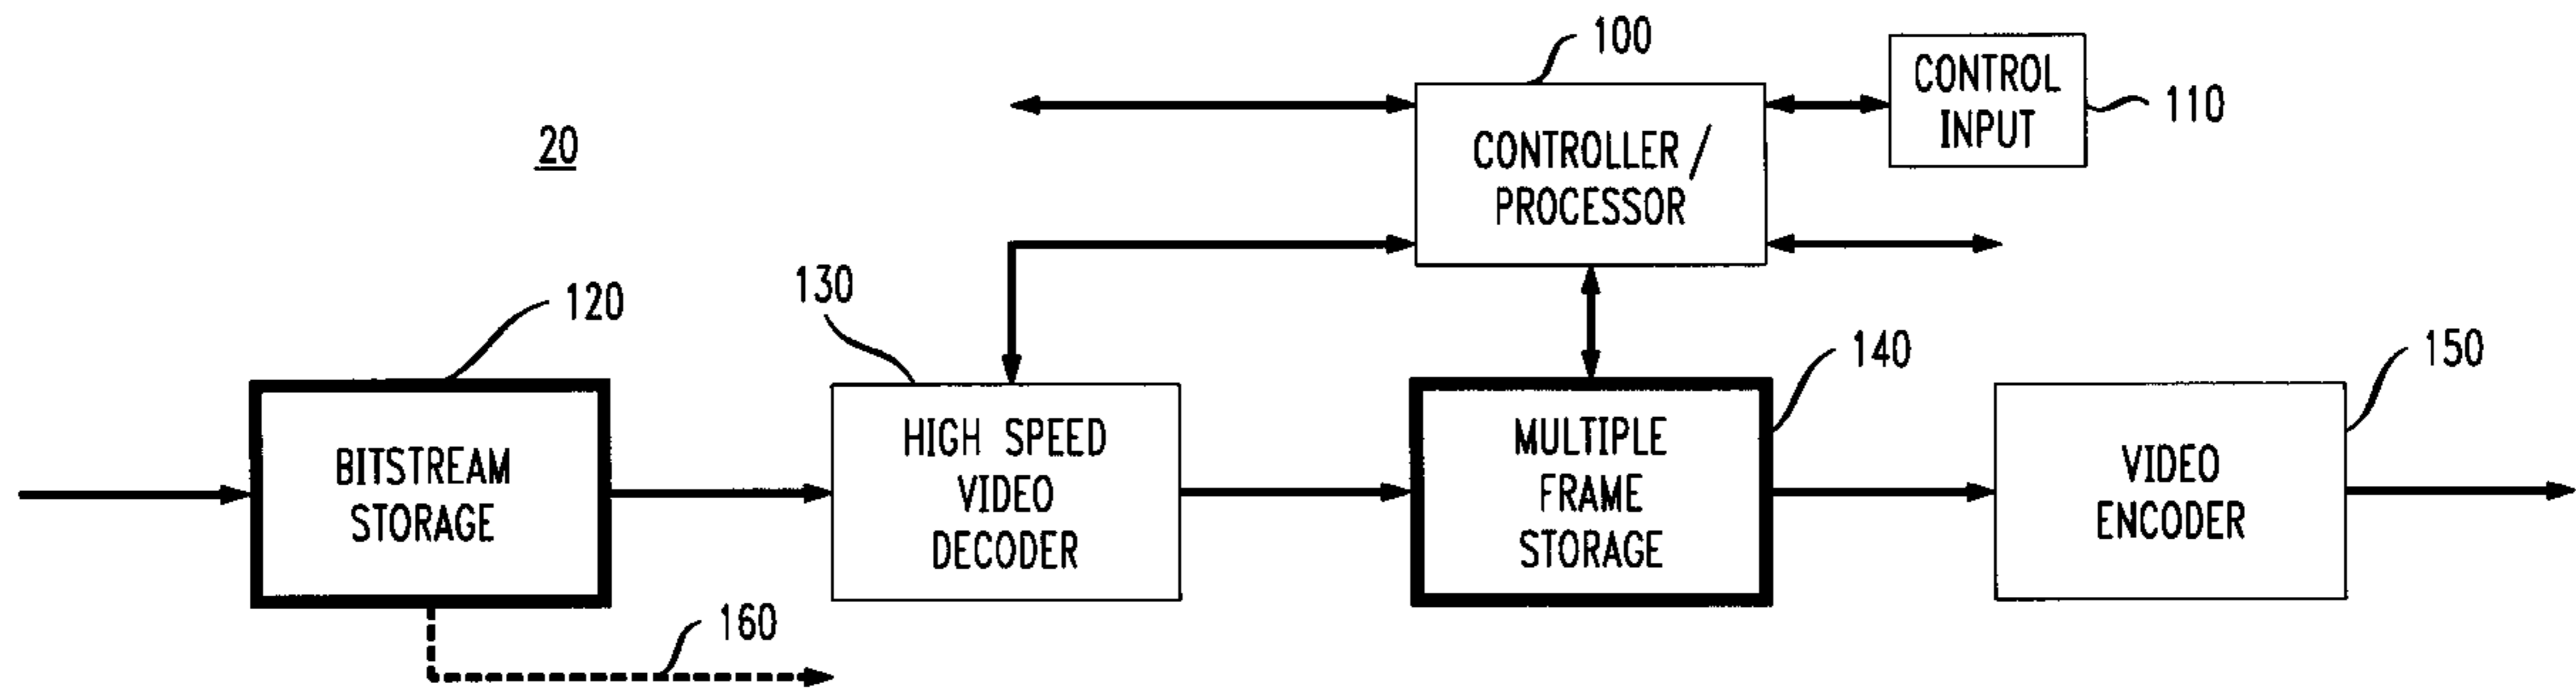 100
CONTROL
INPUT
110
20
CONTROLLER/
PROCESSOR
120
130
140
150
BITSTREAM
STORAGE
HIGH SPEED
VIDEO
DECODER
MULTIPLE
FRAME
STORAGE
VIDEO
ENCODER
160